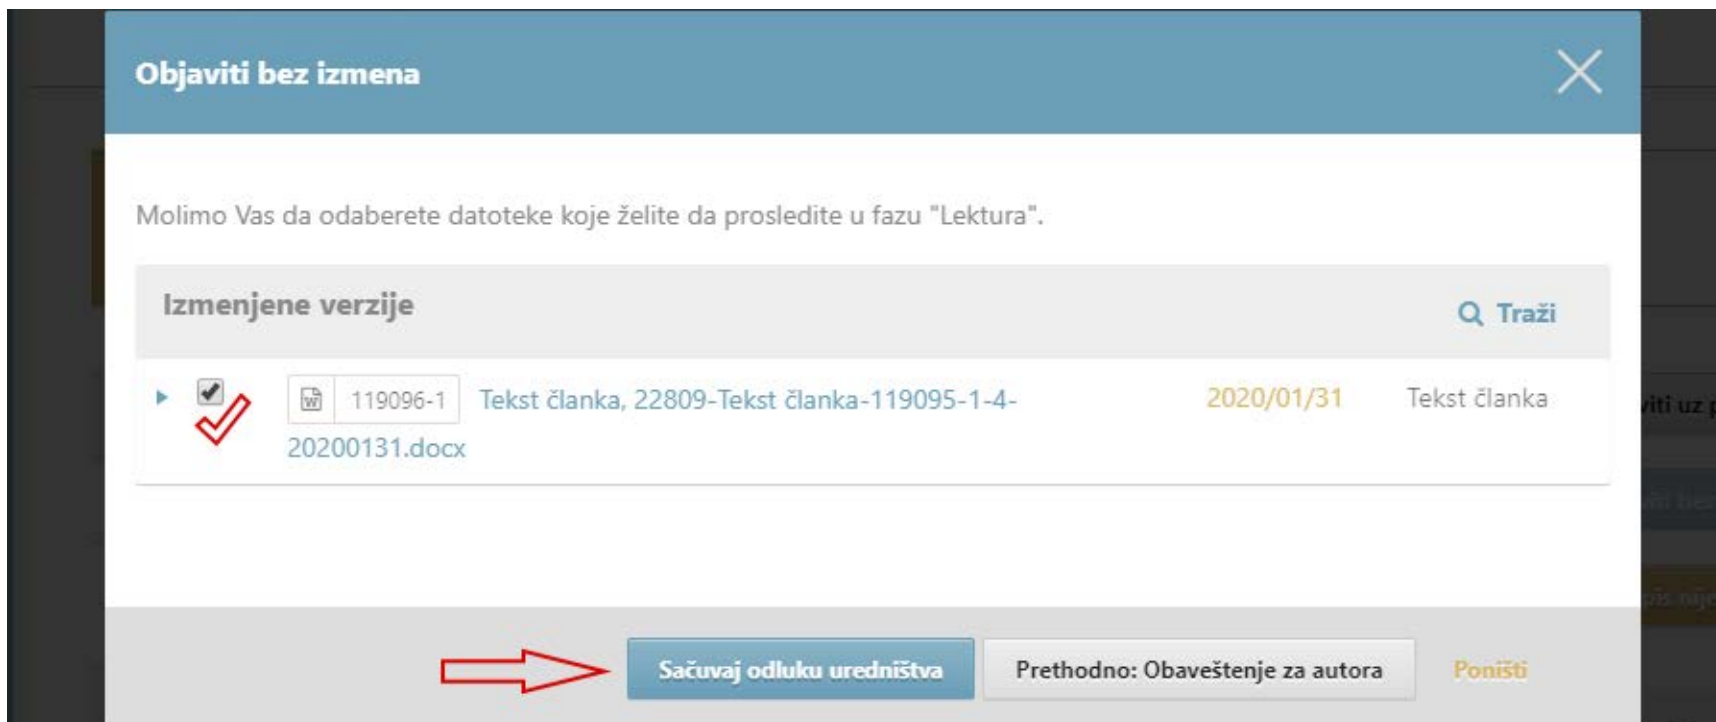 Objaviti bez izmena
Molimo Vas da odaberete datoteke koje želite da prosledite u fazu "Lektura".
Izmenjene verzije
Traži
119096-1 Tekst članka, 22809-Tekst članka-119095-1-4- 2020/01/31 Tekst članka
20200131.docx
viti uz
Sačuvaj odluku uredništva Prethodno: Obaveštenje za autora Poništi